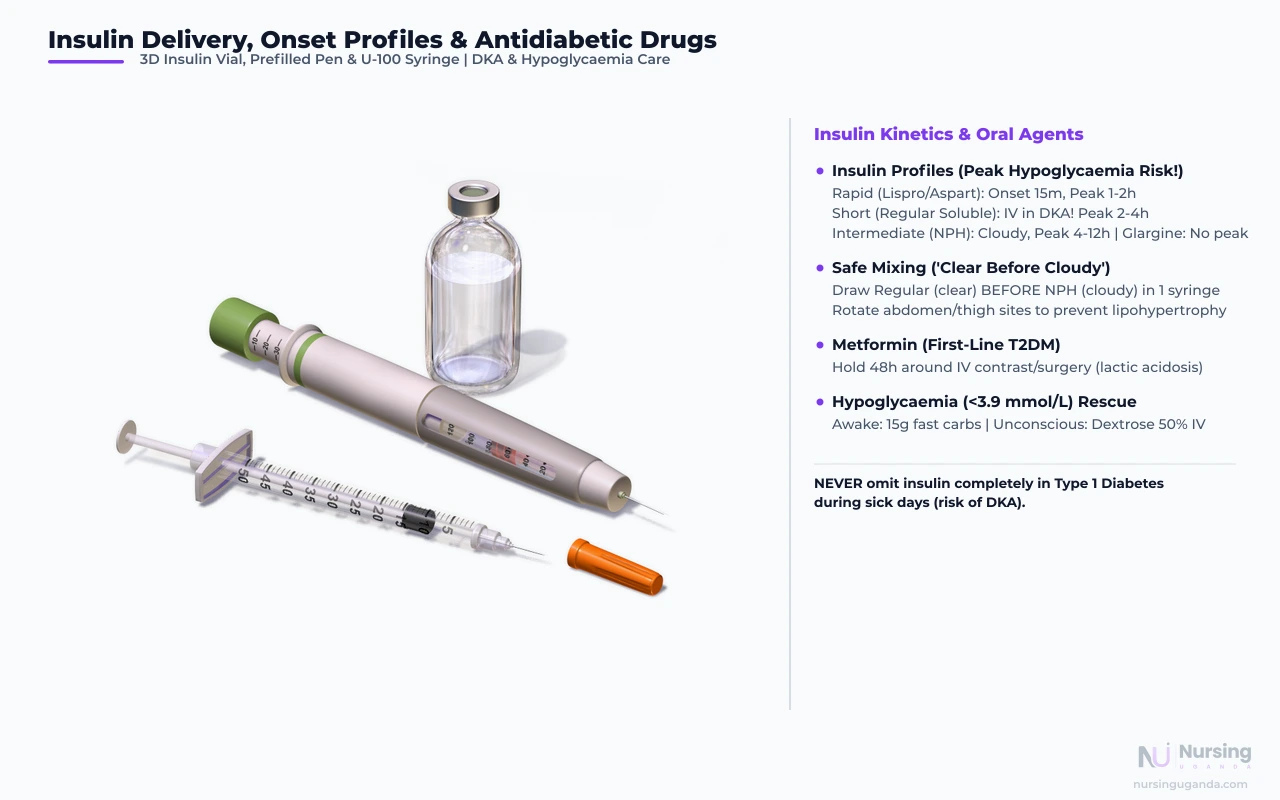 Insulin Delivery, Onset Profiles & Antidiabetic Drugs
3D Insulin Vial, Prefilled Pen & U-100 Syringe | DKA & Hypoglycaemia Care
Insulin Kinetics & Oral Agents
Insulin Profiles (Peak Hypoglycaemia Risk!)
Rapid (Lispro/Aspart): Onset 15m, Peak 1-2h
Short (Regular Soluble): IV in DKA! Peak 2-4h
Intermediate (NPH): Cloudy, Peak 4-12h | Glargine: No peak
Safe Mixing ('Clear Before Cloudy')
Draw Regular (clear) BEFORE NPH (cloudy) in 1 syringe
Rotate abdomen/thigh sites to prevent lipohypertrophy
Metformin (First-Line T2DM)
Hold 48h around IV contrast/surgery (lactic acidosis)
Hypoglycaemia (<3.9 mmol/L) Rescue
Awake: 15g fast carbs | Unconscious: Dextrose 50% IV
NEVER omit insulin completely in Type 1 Diabetes
during sick days (risk of DKA).
10 20 30
50 45 40 35 30 25 20 15 10 5
NU Nursing
UGANDA
nursinguganda.com